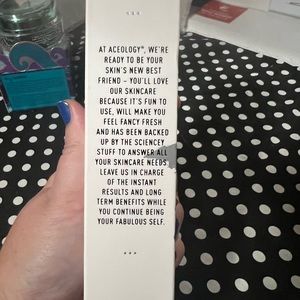 AT ACEOLOGY®, WE'RE
READY TO BE YOUR
SKIN'S NEW BEST
FRIEND – YOU'LL LOVE
OUR SKINCARE
BECAUSE IT'S FUN TO
USE, WILL MAKE YOU
FEEL FANCY FRESH
AND HAS BEEN BACKED
UP BY THE SCIENCEY
STUFF TO ANSWER ALL
YOUR SKINCARE NEEDS.
LEAVE US IN CHARGE
OF THE INSTANT
RESULTS AND LONG
TERM BENEFITS WHILE
YOU CONTINUE BEING
YOUR FABULOUS SELF.